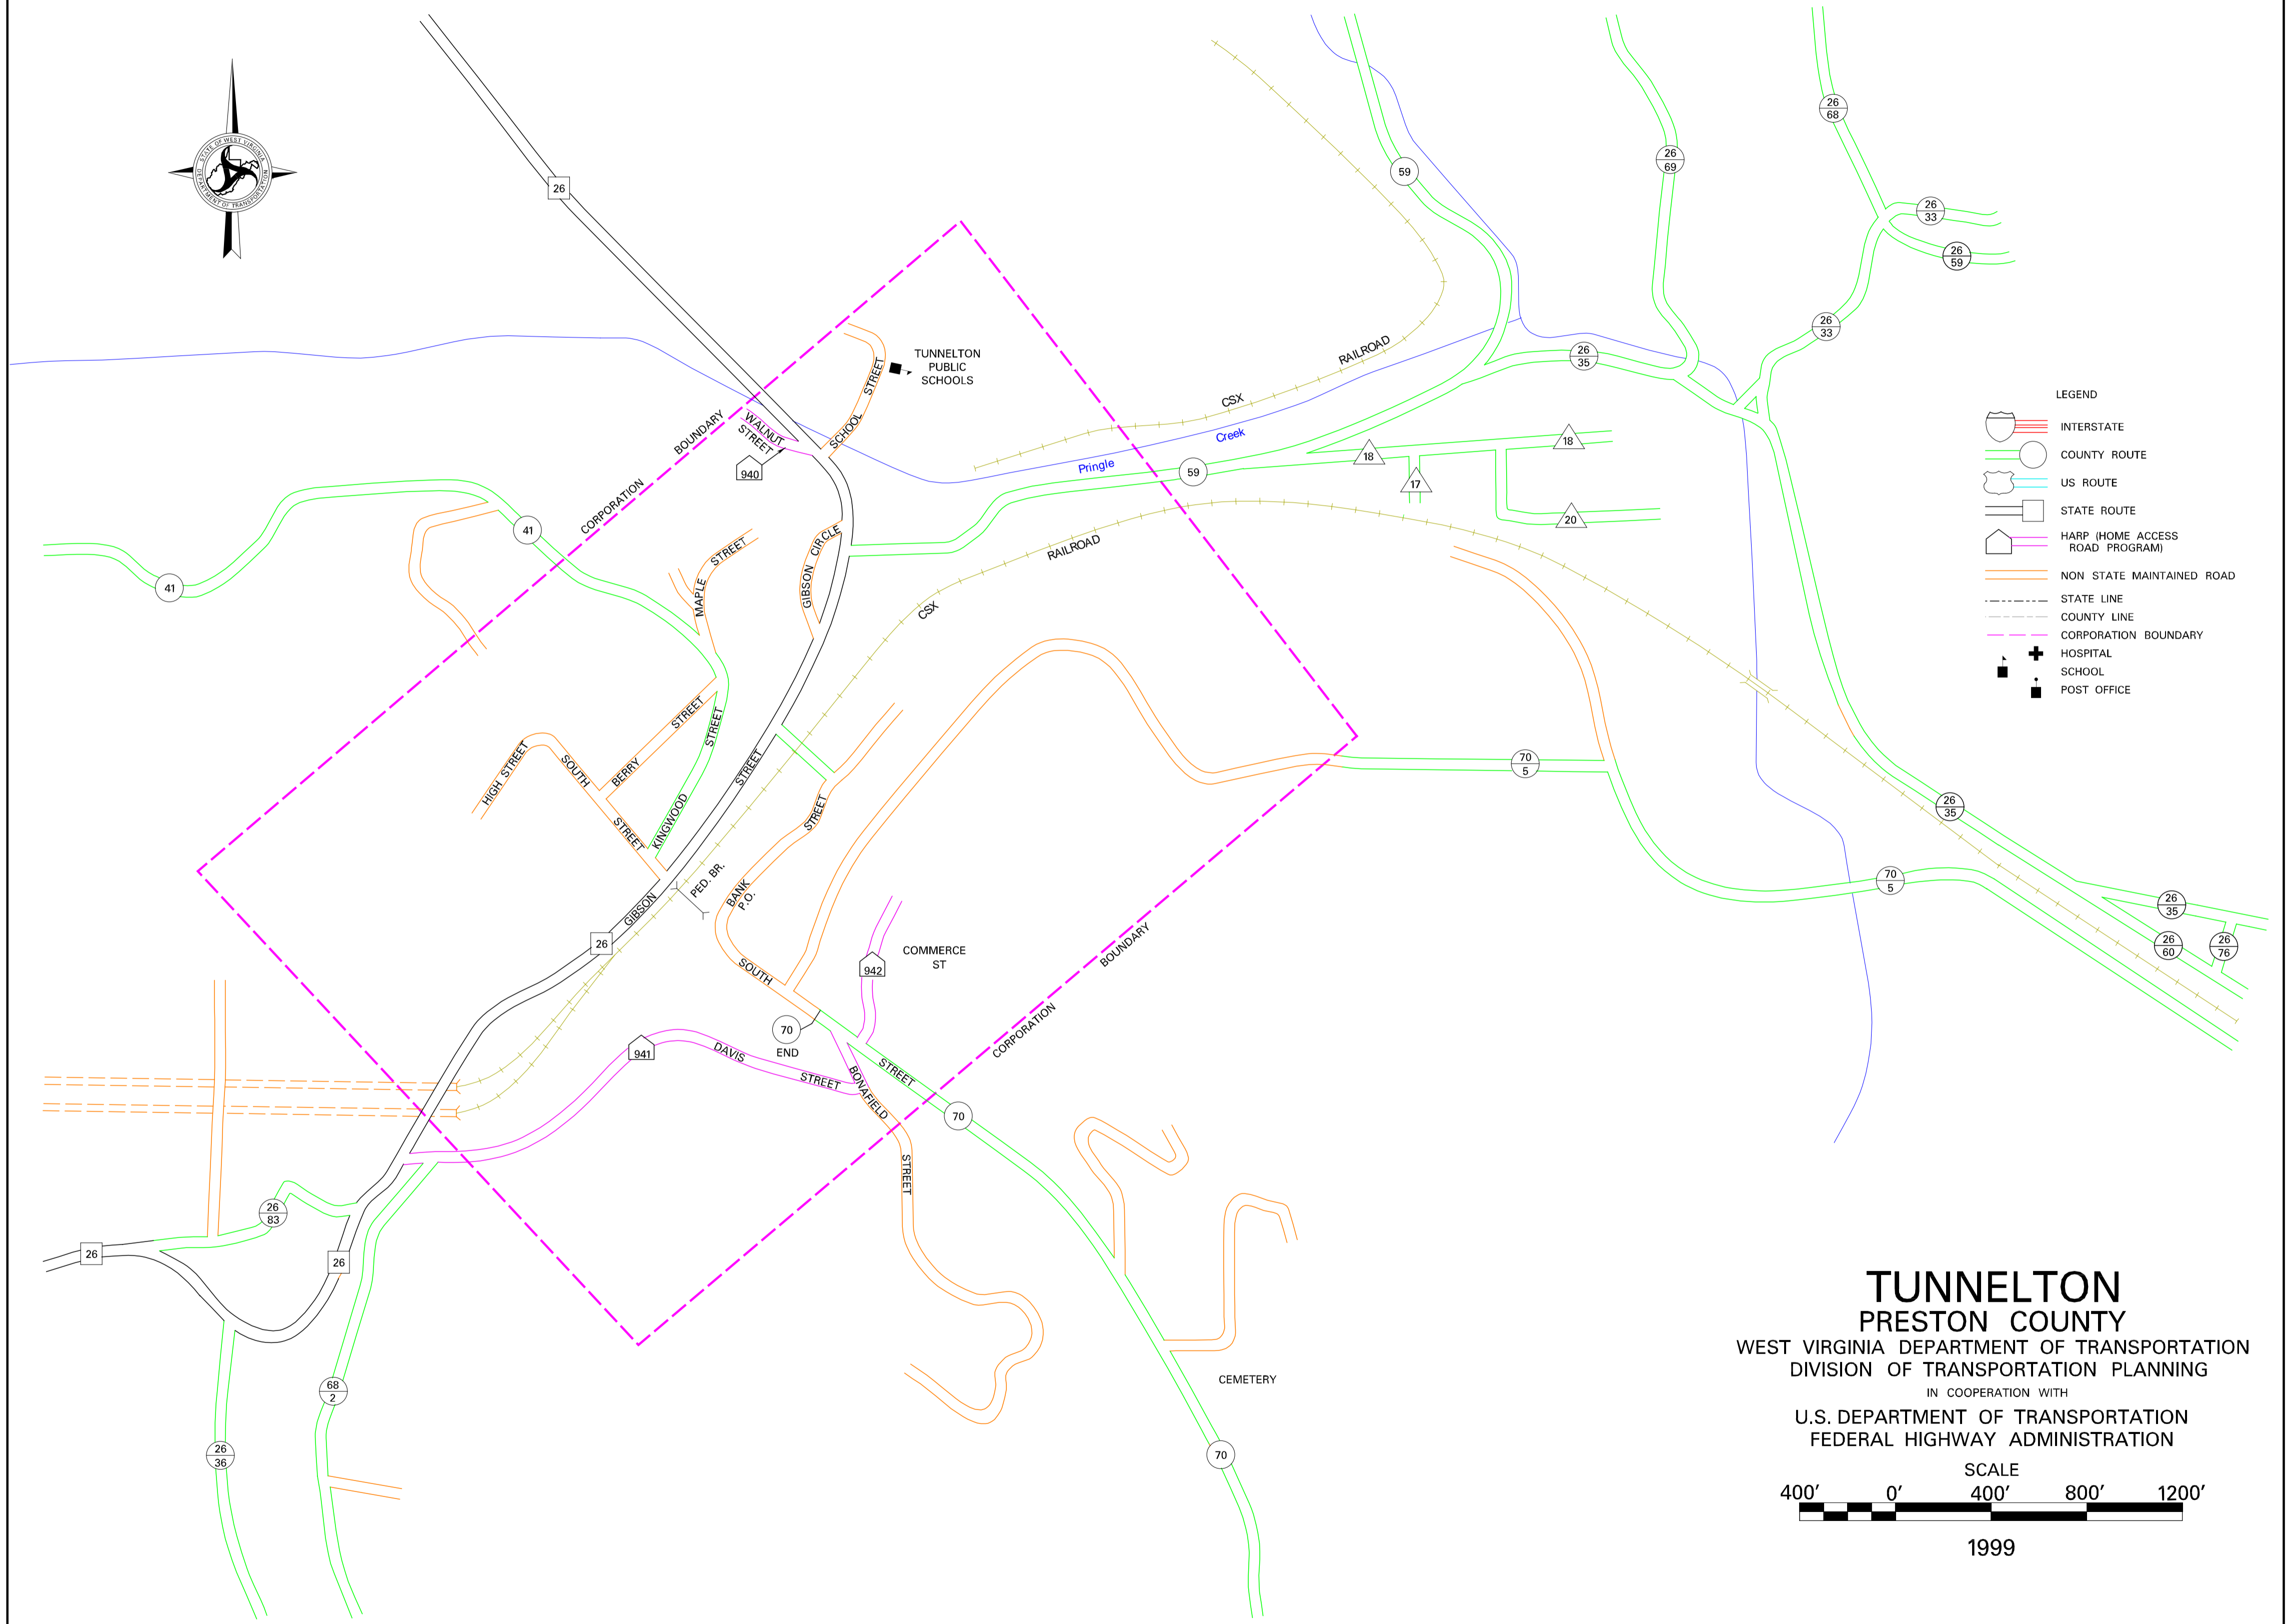 STATE OF WEST VIRGINIA
DEPARTMENT OF TRANSPORTATION
26
59
26
69
26
68
26
33
26
59
26
33
26
35
TUNNELTON
PUBLIC
SCHOOLS
SCHOOL STREET
WALNUT
STREET
940
CORPORATION BOUNDARY
CSX RAILROAD
Pringle Creek
59
18
18
17
20
41
41
MAPLE STREET
GIBSON CIRCLE
CSX RAILROAD
HIGH STREET
SOUTH STREET
BERRY STREET
KINGWOOD STREET
GIBSON STREET
STREET
PED. BR.
BANK
P.O.
26
SOUTH STREET
942
COMMERCE
ST
70
END
941
DAVIS STREET
BONAFIELD STREET
CORPORATION BOUNDARY
70
70
5
70
5
26
35
26
35
26
60
26
76
26
83
26
26
68
2
26
36
CEMETERY
70
LEGEND
INTERSTATE
COUNTY ROUTE
US ROUTE
STATE ROUTE
HARP (HOME ACCESS
ROAD PROGRAM)
NON STATE MAINTAINED ROAD
STATE LINE
COUNTY LINE
CORPORATION BOUNDARY
HOSPITAL
SCHOOL
POST OFFICE
TUNNELTON
PRESTON COUNTY
WEST VIRGINIA DEPARTMENT OF TRANSPORTATION
DIVISION OF TRANSPORTATION PLANNING
IN COOPERATION WITH
U.S. DEPARTMENT OF TRANSPORTATION
FEDERAL HIGHWAY ADMINISTRATION
SCALE
400' 0' 400' 800' 1200'
1999